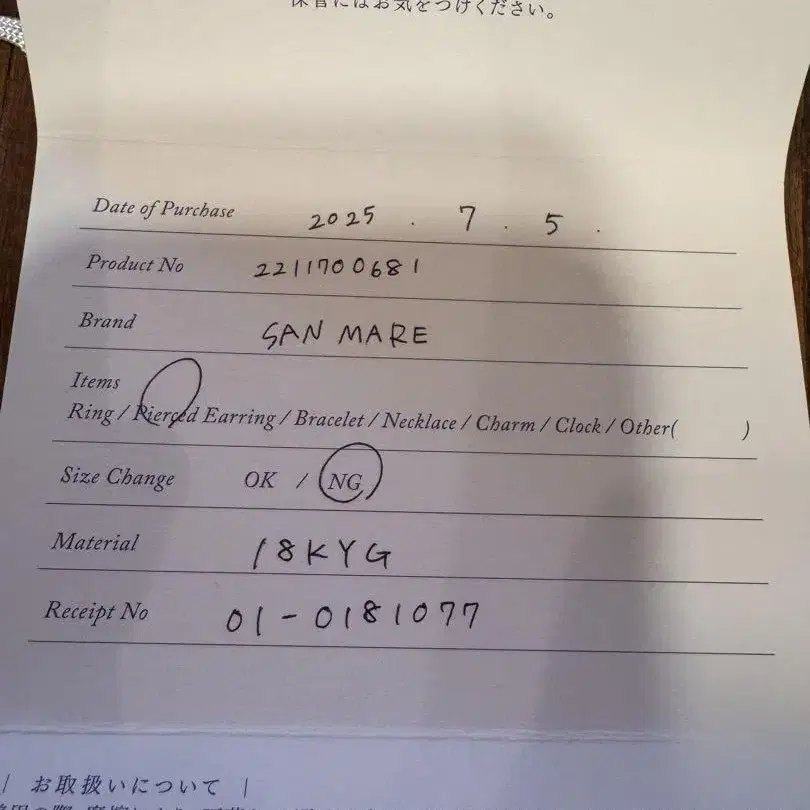 保管にはお気をつけください。
Date of Purchase 2025 . 7 . 5 .
Product No 2211700681
Brand SAN MARE
Items
Ring / Pierced Earring / Bracelet / Necklace / Charm / Clock / Other( )
Size Change OK / NG
Material 18KYG
Receipt No 01-0181077
| お取扱いについて |